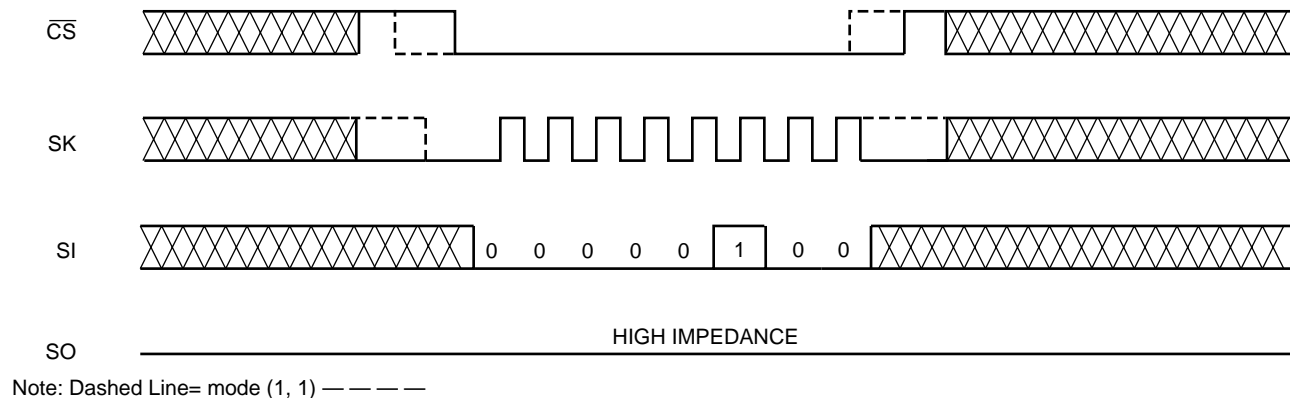 CS
SK
SI 0 0 0 0 0 1 0 0
HIGH IMPEDANCE
SO
Note: Dashed Line= mode (1, 1) — — — —